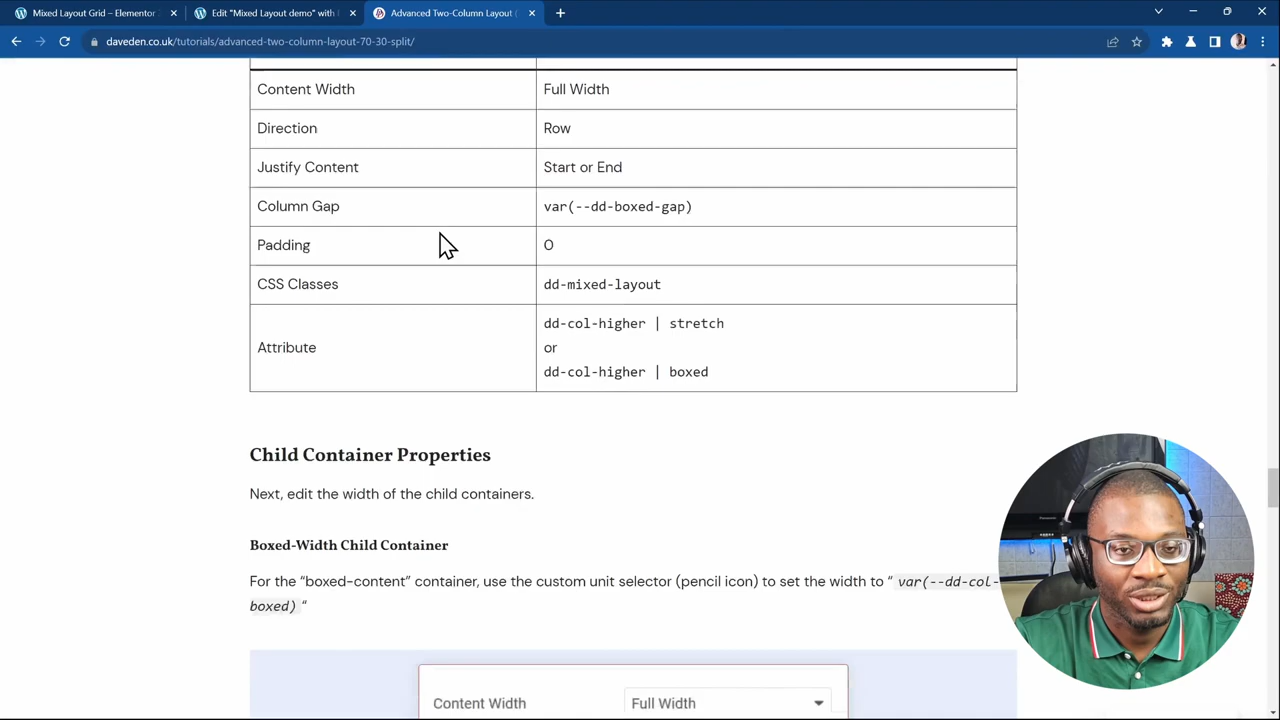 Mixed Layout Grid – Elementor
Edit "Mixed Layout demo" with
Advanced Two-Column Layout (
daveden.co.uk/tutorials/advanced-two-column-layout-70-30-split/
Content Width Full Width
Direction Row
Justify Content Start or End
Column Gap var(--dd-boxed-gap)
Padding 0
CSS Classes dd-mixed-layout
dd-col-higher | stretch
Attribute or
dd-col-higher | boxed
Child Container Properties
Next, edit the width of the child containers.
Boxed-Width Child Container
For the “boxed-content” container, use the custom unit selector (pencil icon) to set the width to “ var(--dd-col-
boxed) “
Content Width Full Width